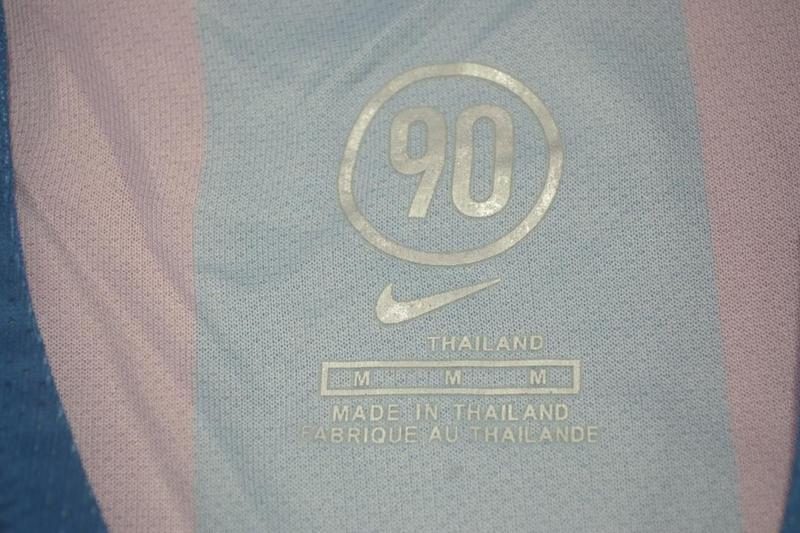 90
THAILAND
M M M
MADE IN THAILAND
FABRIQUE AU THAILANDE